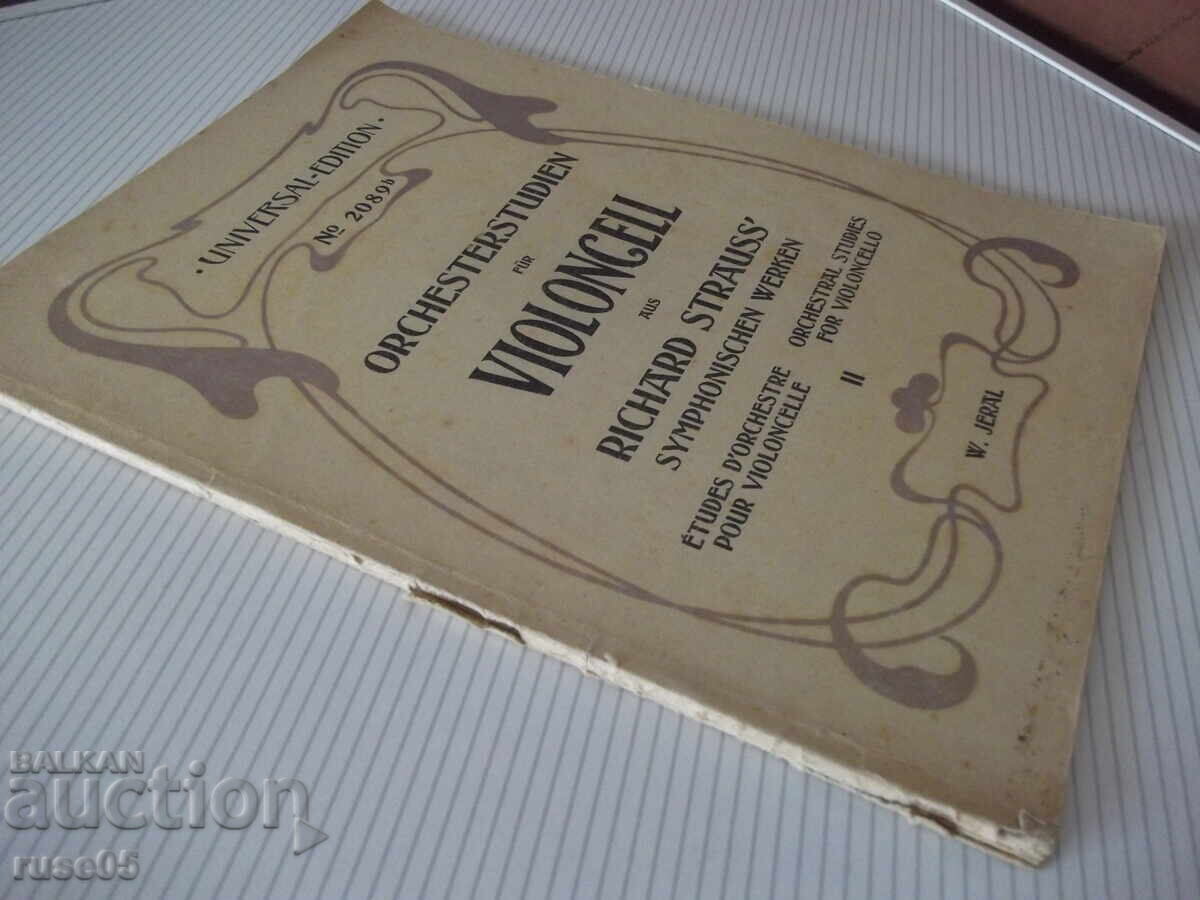 • UNIVERSAL-EDITION •
No 2089b
ORCHESTERSTUDIEN
FÜR
VIOLONCELL
AUS
RICHARD STRAUSS'
SYMPHONISCHEN WERKEN
ÉTUDES D'ORCHESTRE
POUR VIOLONCELLE
ORCHESTRAL STUDIES
FOR VIOLONCELLO
II
W. JERAL
BALKAN
auction
ruse05